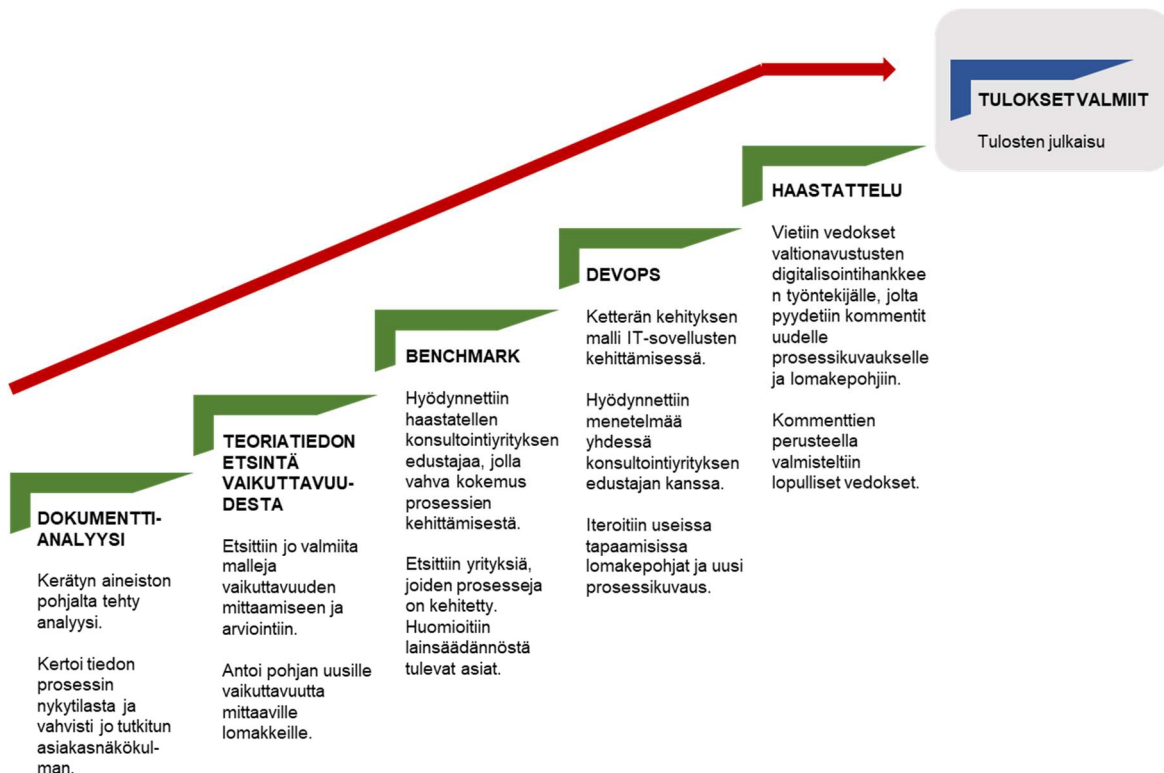 DOKUMENTTI-
ANALYYSI
Kerätyn aineiston
pohjalta tehty
analyysi.
Kertoi tiedon
prosessin
nykytilasta ja
vahvisti jo tutkitun
asiakasnäkökul-
man.
TEORIATIEDON
ETSINTÄ
VAIKUTTAVUU-
DESTA
Etsittiin jo valmiita
malleja
vaikuttavuuden
mittaamiseen ja
arviointiin.
Antoi pohjan uusille
vaikuttavuutta
mittaaville
lomakkeille.
BENCHMARK
Hyödynnettiin
haastatellen
konsultointiyrityksen
edustajaa, jolla
vahva kokemus
prosessien
kehittämisestä.
Etsittiin yrityksiä,
joiden prosesseja
on kehitetty.
Huomioitiin
lainsäädännöstä
tulevat asiat.
DEVOPS
Ketterän kehityksen
malli IT-sovellusten
kehittämisessä.
Hyödynnettiin
menetelmää
yhdessä
konsultointiyrityksen
edustajan kanssa.
Iteroitiin useissa
tapaamisissa
lomakepohjat ja uusi
prosessikuvaus.
HAASTATTELU
Vietiin vedokset
valtionavustusten
digitalisointihankkee
n työntekijälle, jolta
pyydetiin kommentit
uudelle
prosessikuvaukselle
ja lomakepohjiin.
Kommenttien
perusteella
valmisteltiin
lopulliset vedokset.
TULOKSET VALMIIT
Tulosten julkaisu